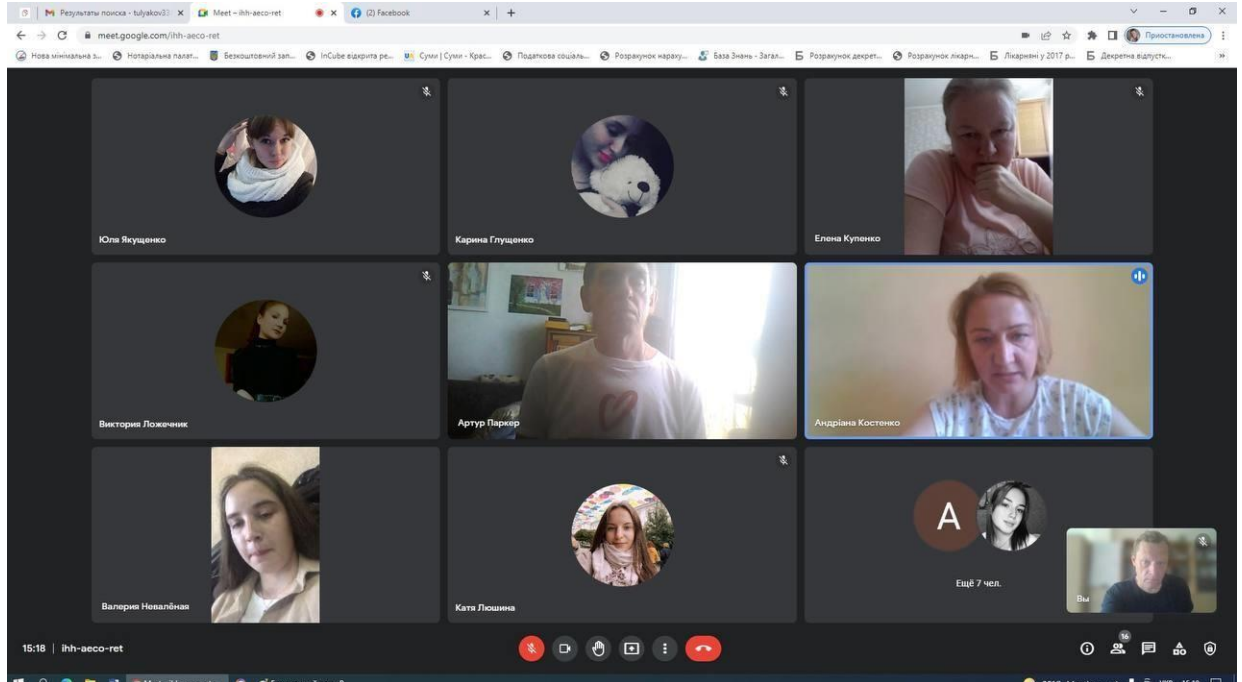 Результаты поиска - tulyakov33
Meet – ihh-aeco-ret
(2) Facebook
meet.google.com/ihh-aeco-ret
Приостановлена
Нова мінімальна з...
Нотаріальна палат...
Безкоштовний зап...
InCube відкрита ре...
Суми | Суми - Крас...
Податкова соціаль...
Розрахунок нараху...
База Знань - Загал...
Розрахунок декрет...
Розрахунок лікарн...
Лікарняні у 2017 р...
Декретна відпустк...
Юля Якущенко
Карина Глущенко
Елена Купенко
Виктория Ложечник
Артур Паркер
Андріана Костенко
Валерия Невалёная
Катя Люшина
А
Ещё 7 чел.
Вы
15:18 | ihh-aeco-ret
16